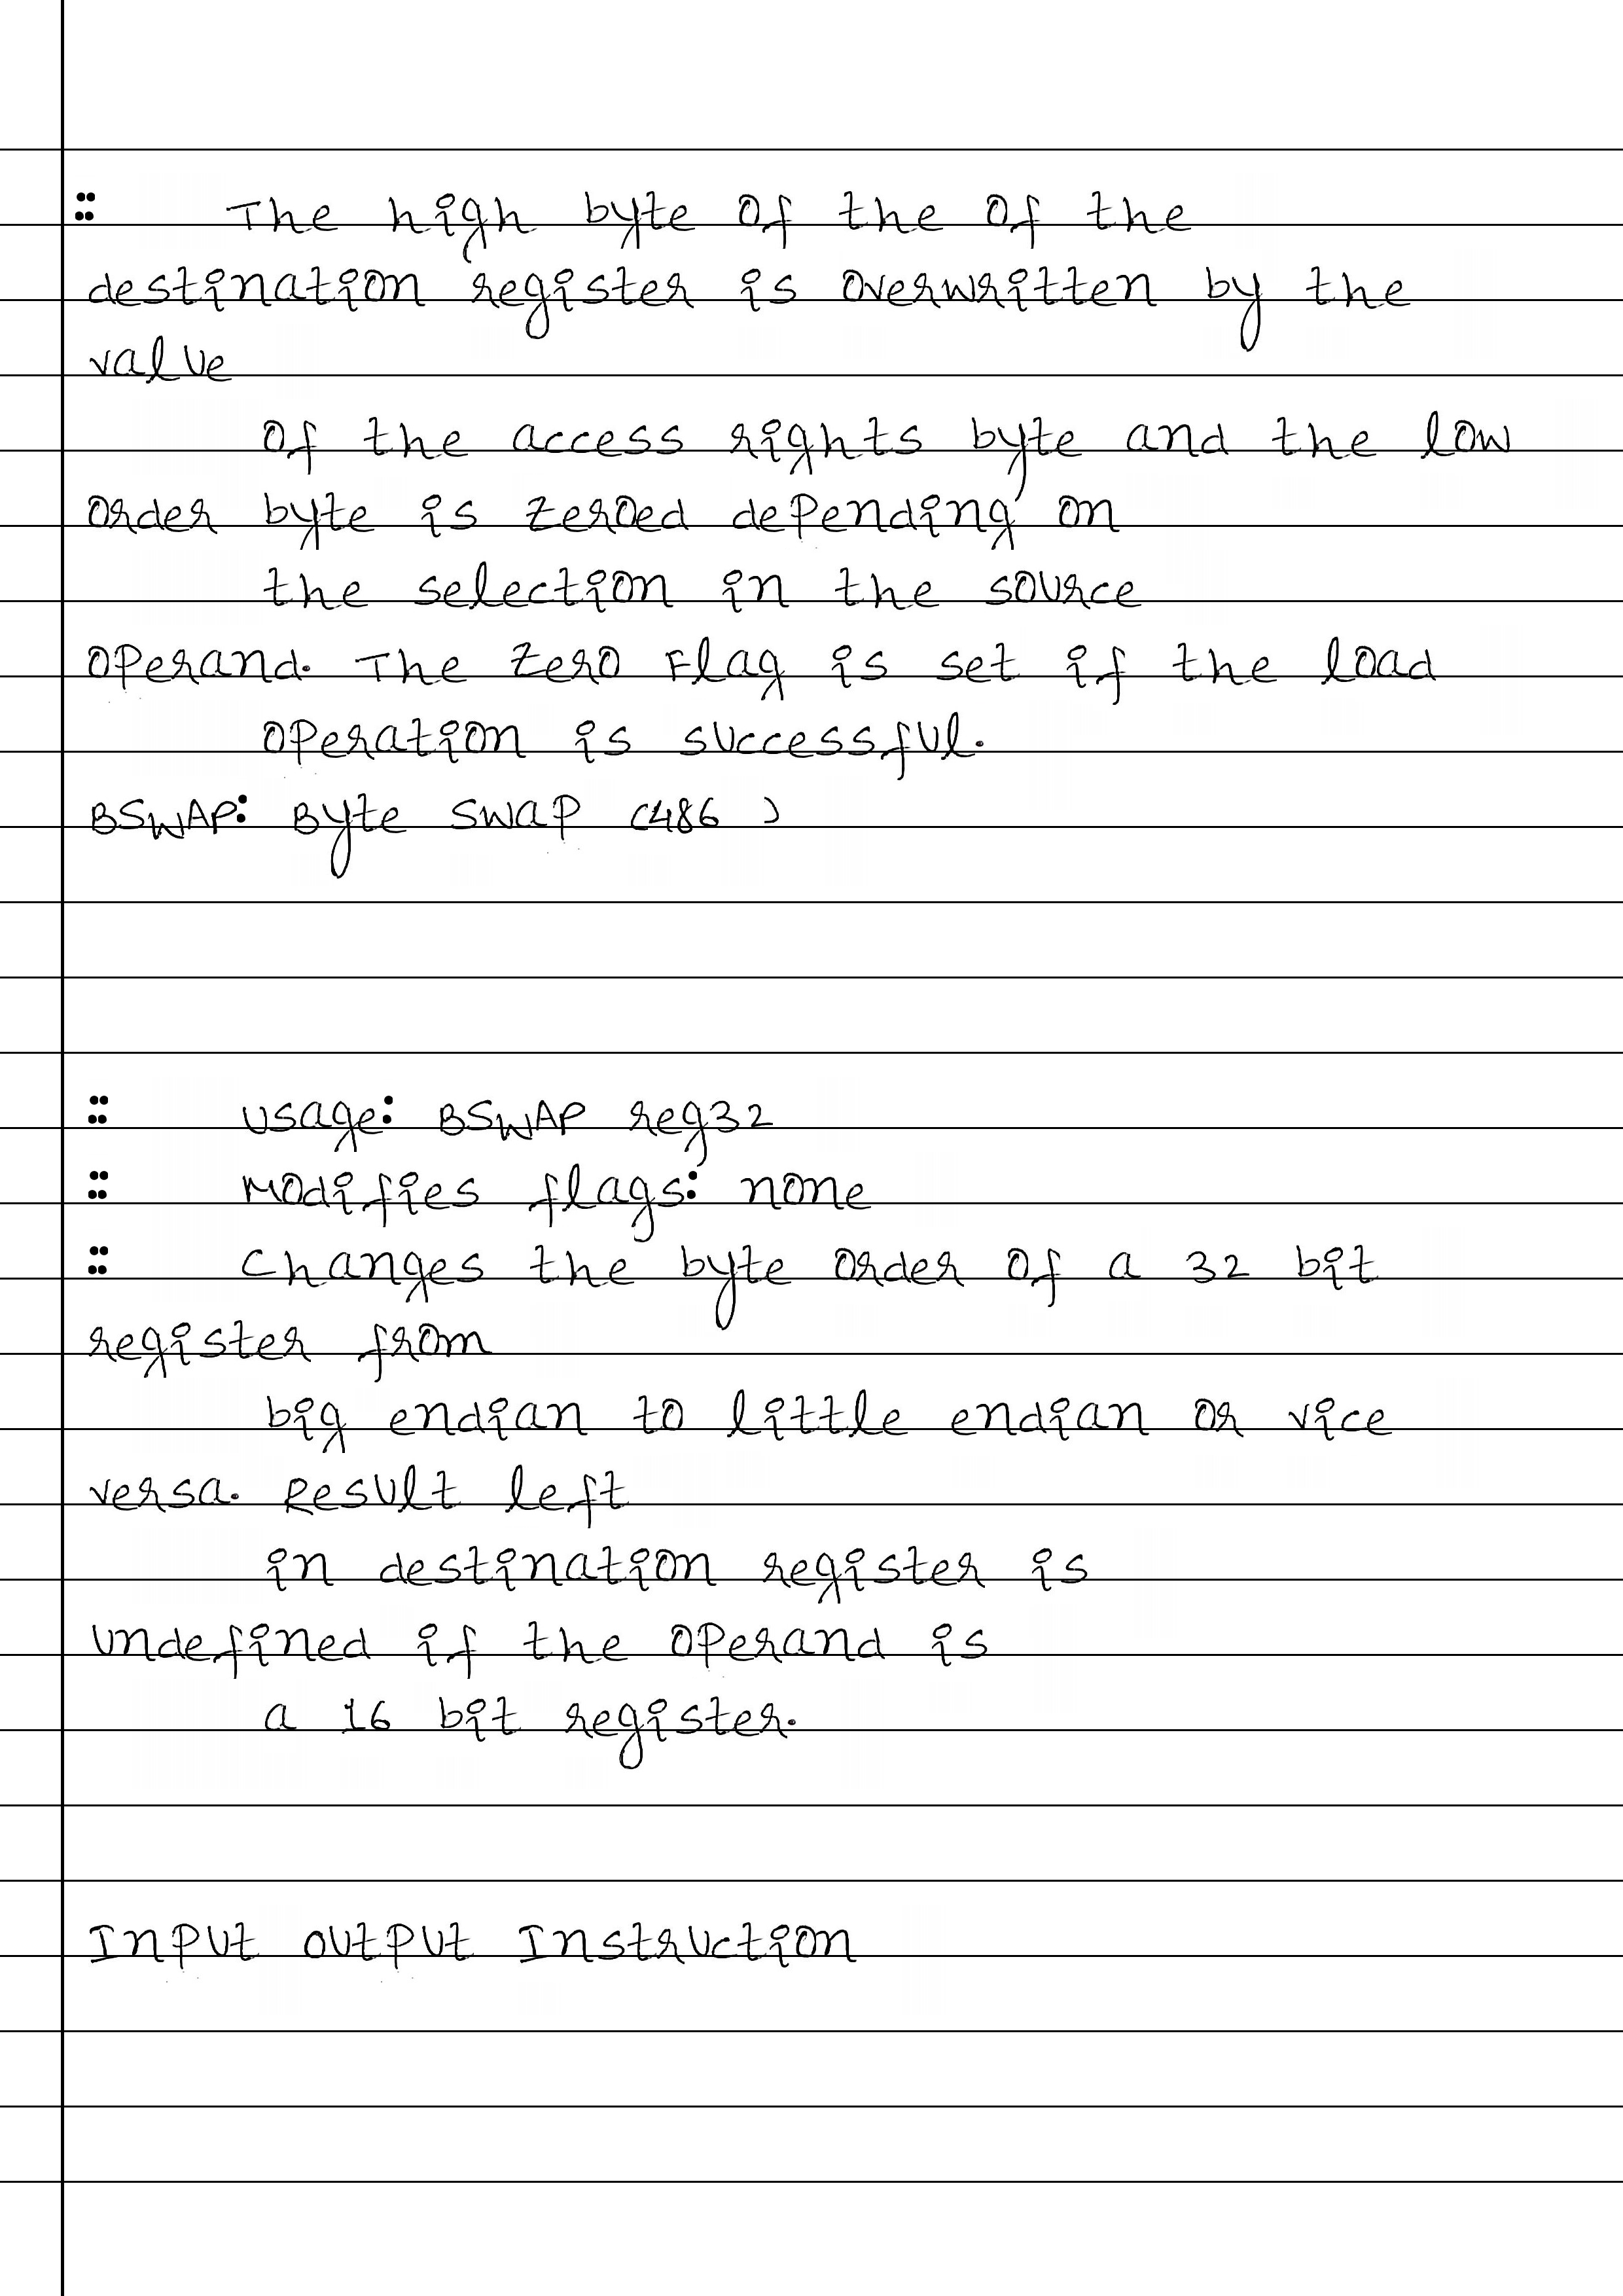 :: The high byte of the of the
destination register is overwritten by the
value
of the access rights byte and the low
order byte is zeroed depending on
the selection in the source
operand. The Zero Flag is set if the load
operation is successful.
BSWAP: Byte Swap (486 )
:: Usage: BSWAP reg32
:: Modifies flags: none
:: Changes the byte order of a 32 bit
register from
big endian to little endian or vice
versa. Result left
in destination register is
undefined if the operand is
a 16 bit register.
Input Output Instruction